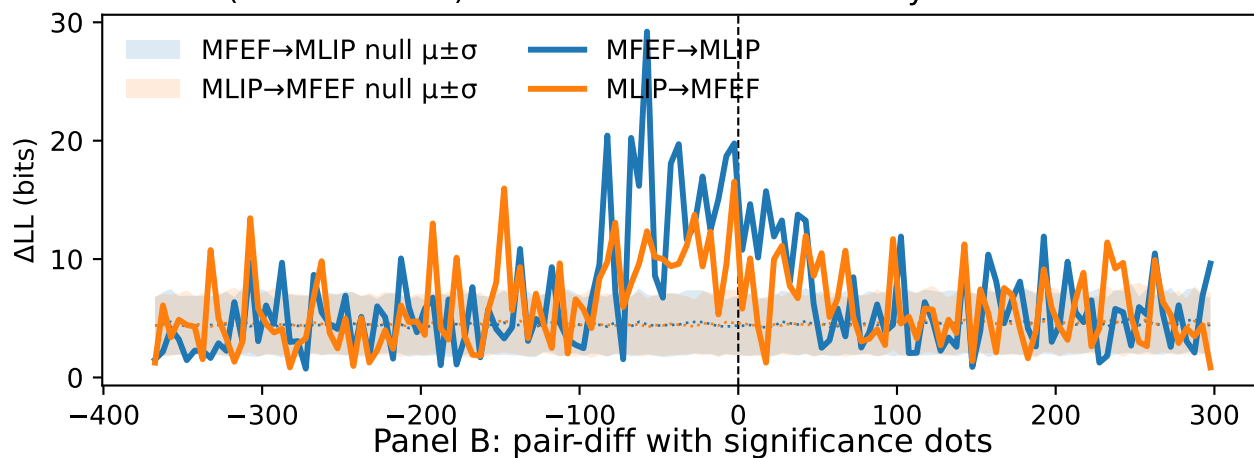 30
20
10
0
ΔLL (bits)
MFEF→MLIP null μ±σ
MLIP→MFEF null μ±σ
MFEF→MLIP
MLIP→MFEF
−400 −300 −200 −100 0 100 200 300
Panel B: pair-diff with significance dots